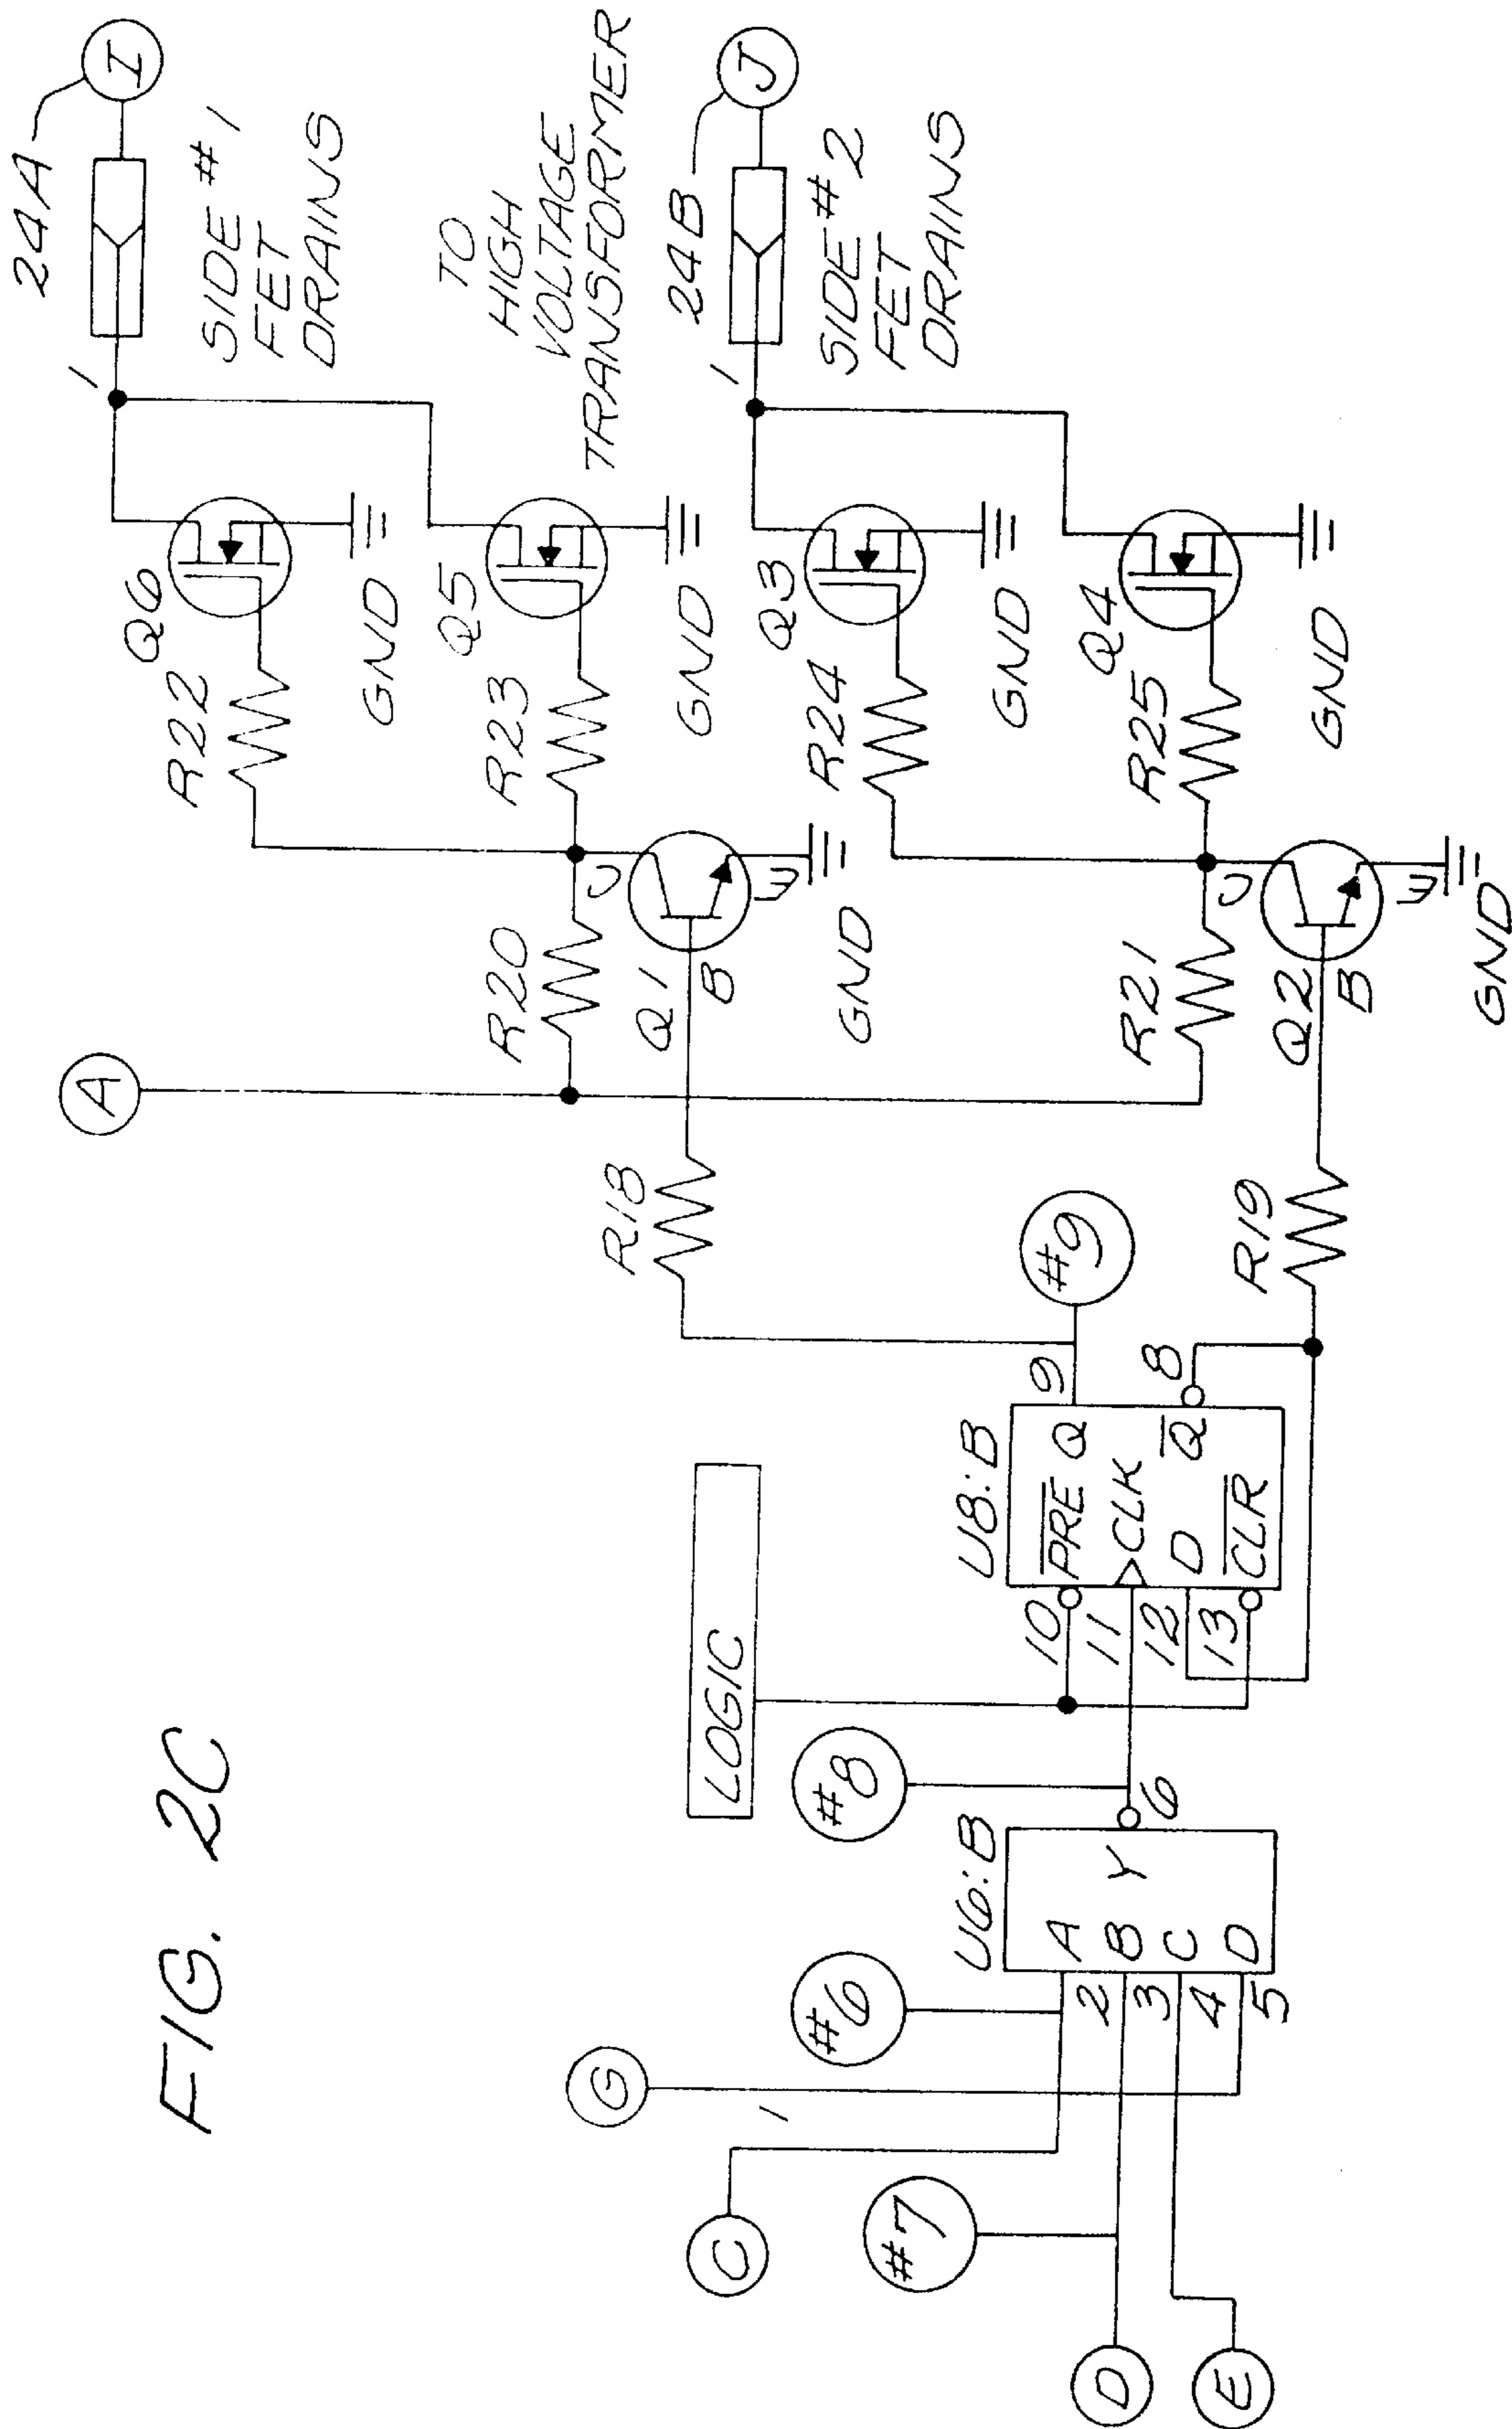 FIG. 2C
A
24A
I
1
SIDE #1
FET
DRAINS
Q6
R22
GND
TO
HIGH
VOLTAGE
TRANSFORMER
Q5
R23
GND
R20
C
Q1
B
E
GND
R18
24B
J
1
SIDE #2
FET
DRAINS
Q3
R24
GND
Q4
R25
GND
R21
C
Q2
B
E
GND
R19
LOGIC
#9
U8:B
10
PRE
Q
9
11
CLK
12
D
Q
8
13
CLR
#8
U6:B
A
2
B
Y
6
3
C
4
D
5
#6
G
1
C
#7
D
E